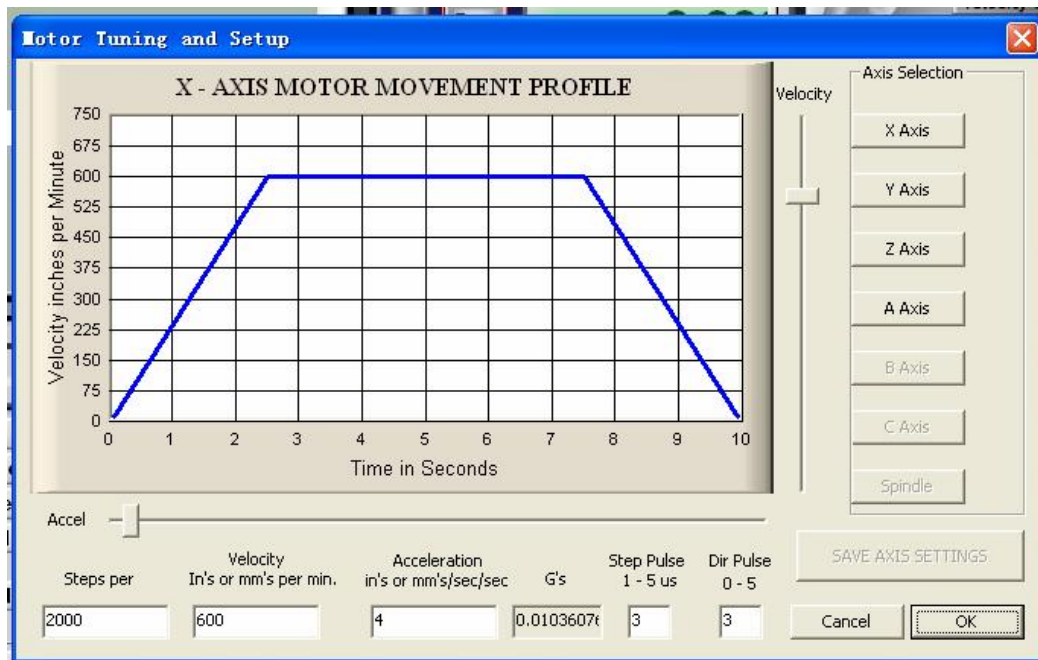 Motor Tuning and Setup
X - AXIS MOTOR MOVEMENT PROFILE
Velocity inches per Minute
750
675
600
525
450
375
300
225
150
75
0
0 1 2 3 4 5 6 7 8 9 10
Time in Seconds
Velocity
Axis Selection
X Axis
Y Axis
Z Axis
A Axis
B Axis
C Axis
Spindle
Accel
Steps per
Velocity
In's or mm's per min.
Acceleration
in's or mm's/sec/sec
G's
Step Pulse
1 - 5 us
Dir Pulse
0 - 5
SAVE AXIS SETTINGS
2000
600
4
0.0103607
3
3
Cancel
OK